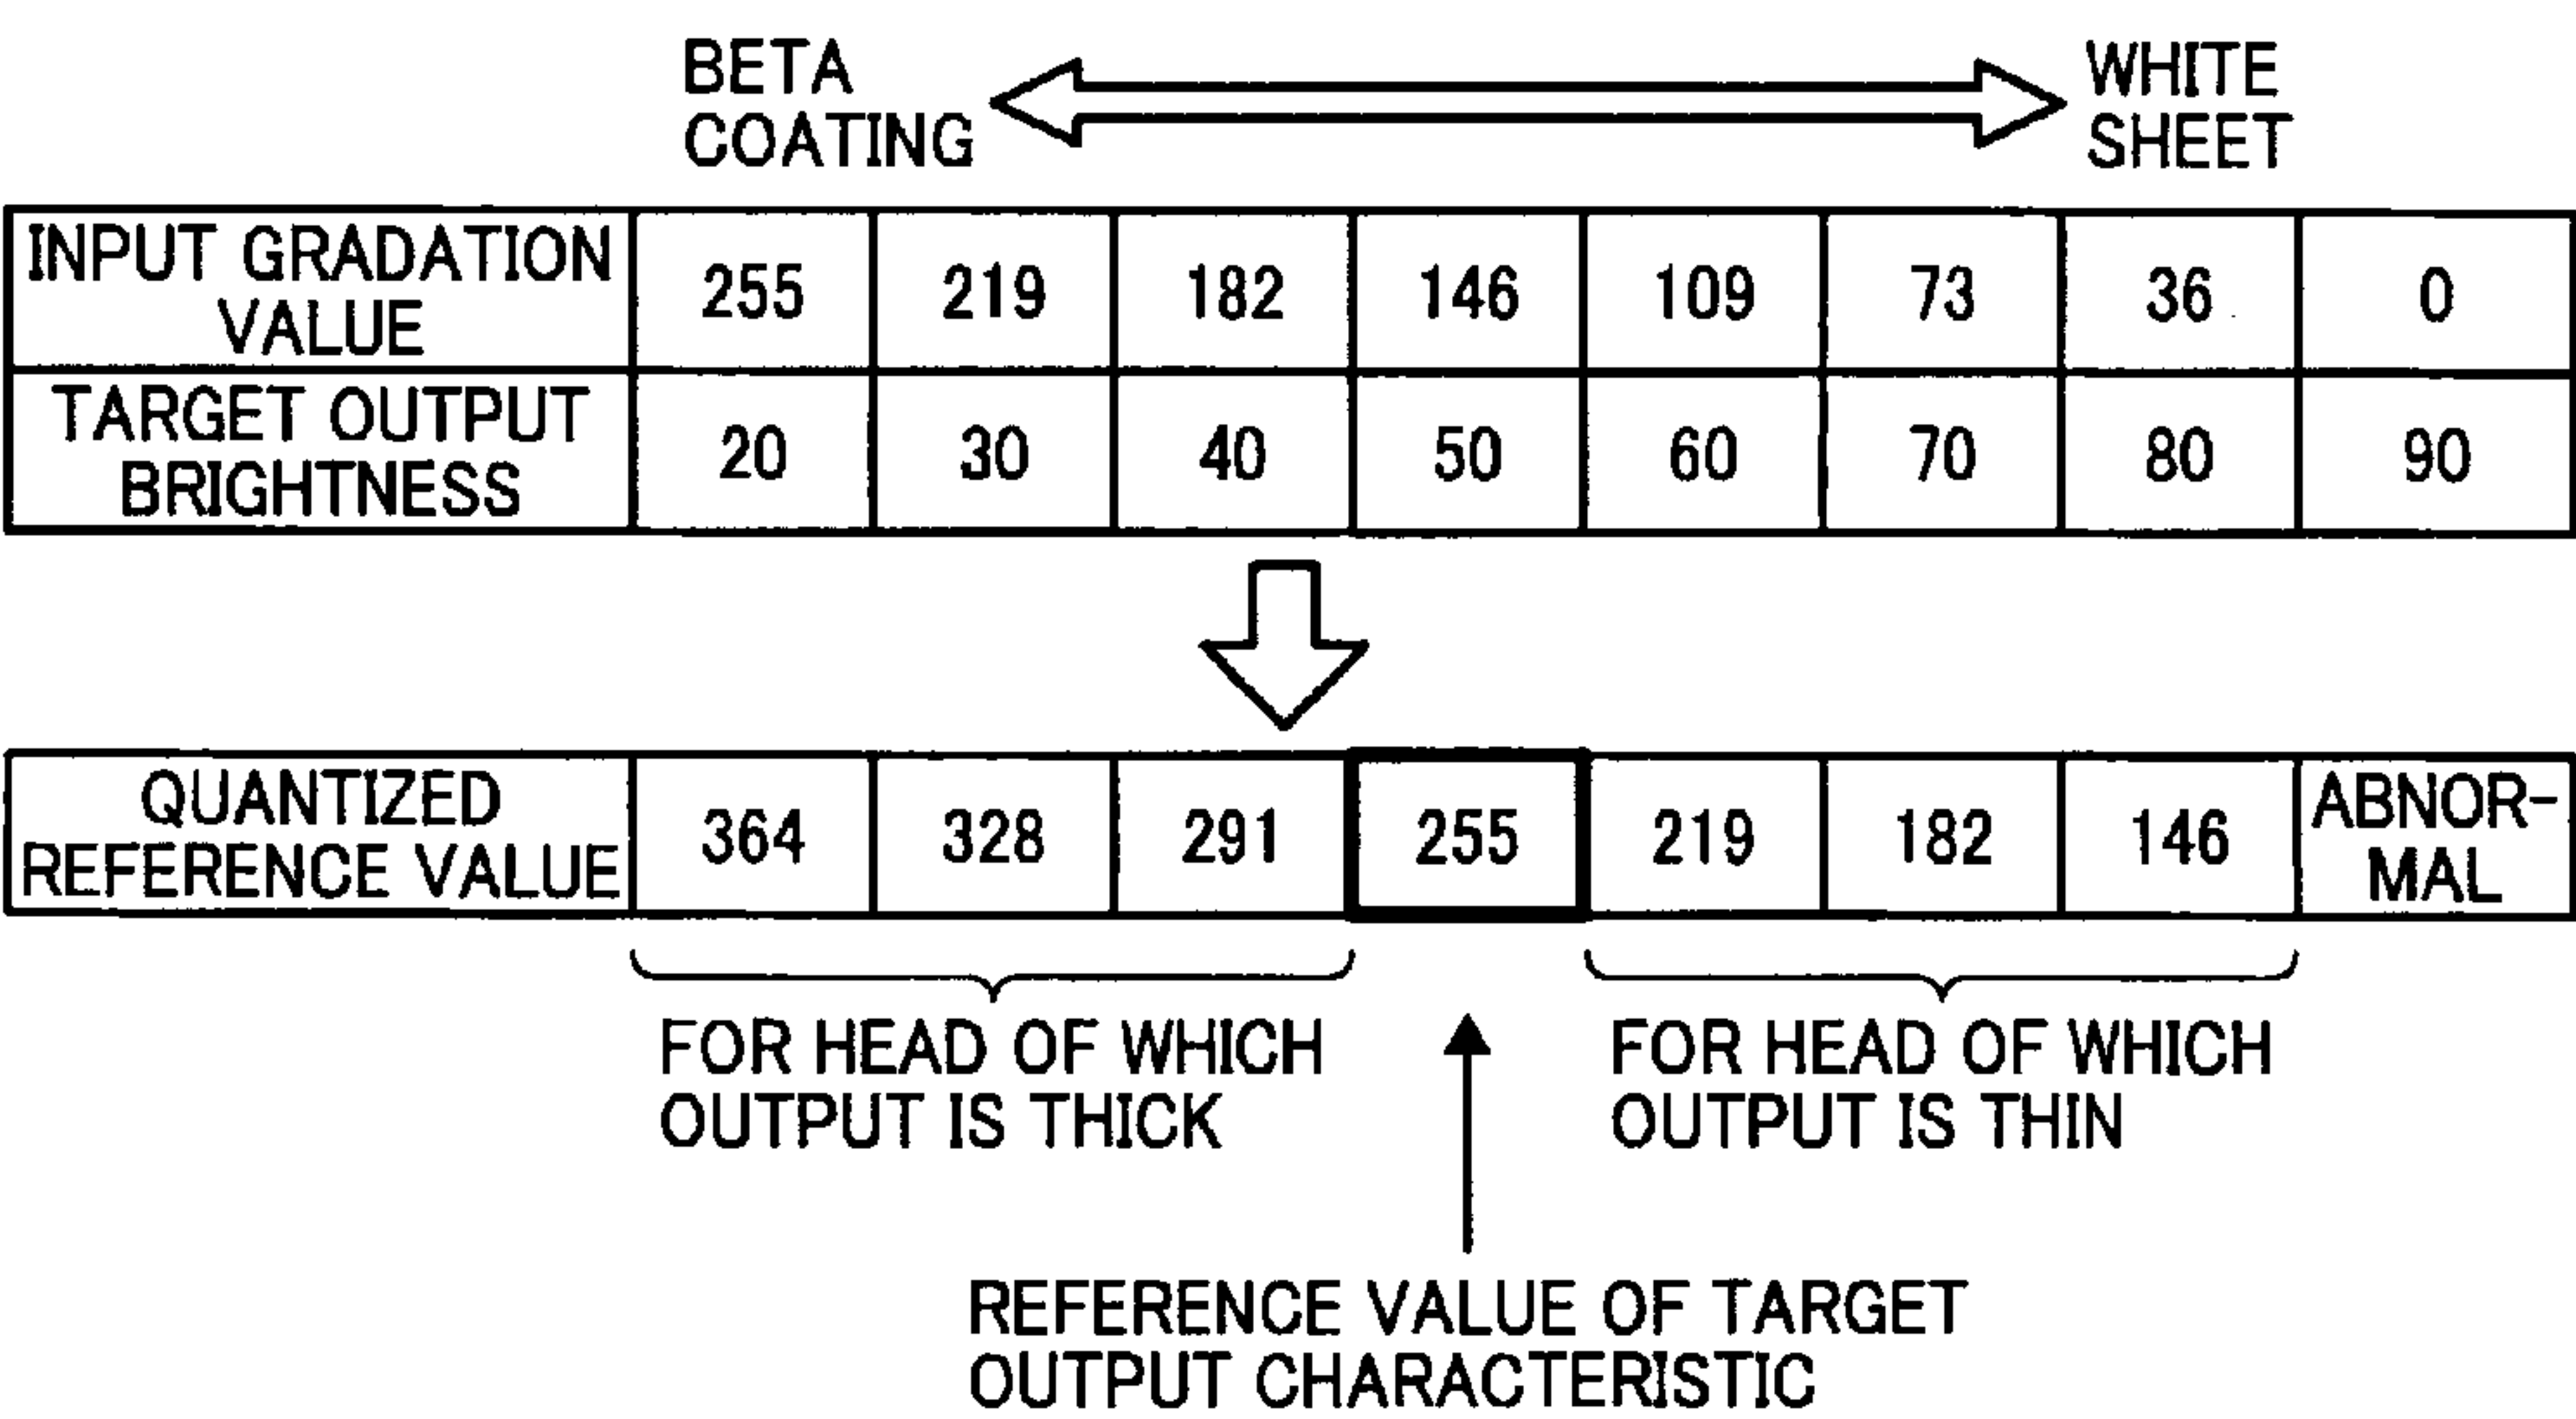 BETA
COATING
WHITE
SHEET
INPUT GRADATION
VALUE
255 219 182 146 109 73 36 0
TARGET OUTPUT
BRIGHTNESS
20 30 40 50 60 70 80 90
QUANTIZED
REFERENCE VALUE
364 328 291 255 219 182 146
ABNOR-
MAL
FOR HEAD OF WHICH
OUTPUT IS THICK
FOR HEAD OF WHICH
OUTPUT IS THIN
REFERENCE VALUE OF TARGET
OUTPUT CHARACTERISTIC